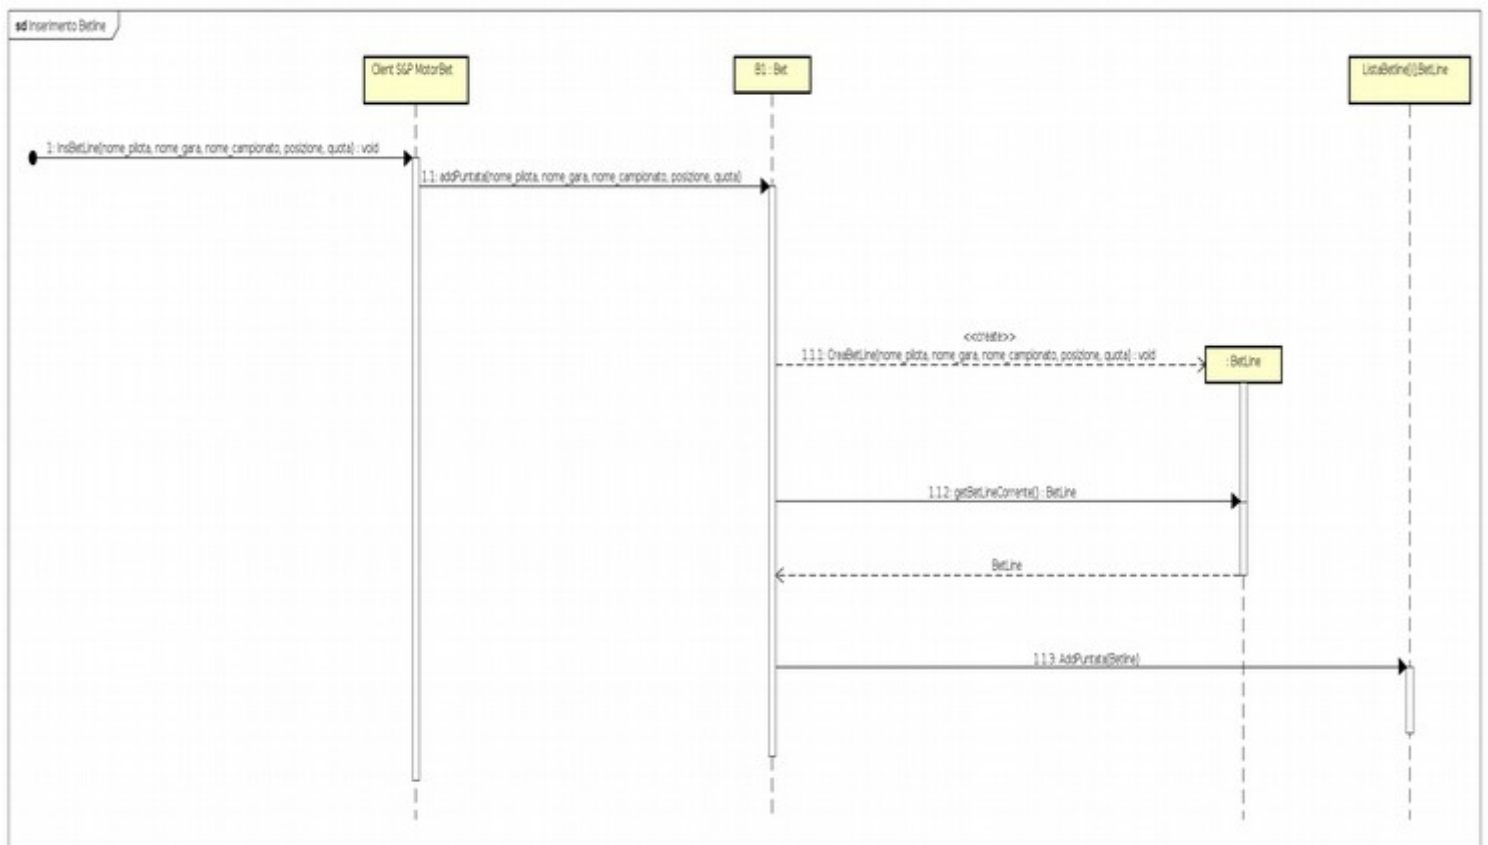 sd Inserimento Betline
Client S&P MotorBet
B1 : Bet
ListaBetline[i]:BetLine
1: InsBetLine(nome_pilota, nome_gara, nome_campionato, posizione, quota) : void
1.1: addPuntata(nome_pilota, nome_gara, nome_campionato, posizione, quota)
<<create>>
1.1.1: CreaBetLine(nome_pilota, nome_gara, nome_campionato, posizione, quota) : void
: BetLine
1.1.2: getBetLineCorrente() : BetLine
BetLine
1.1.3: AddPuntata(Betline)